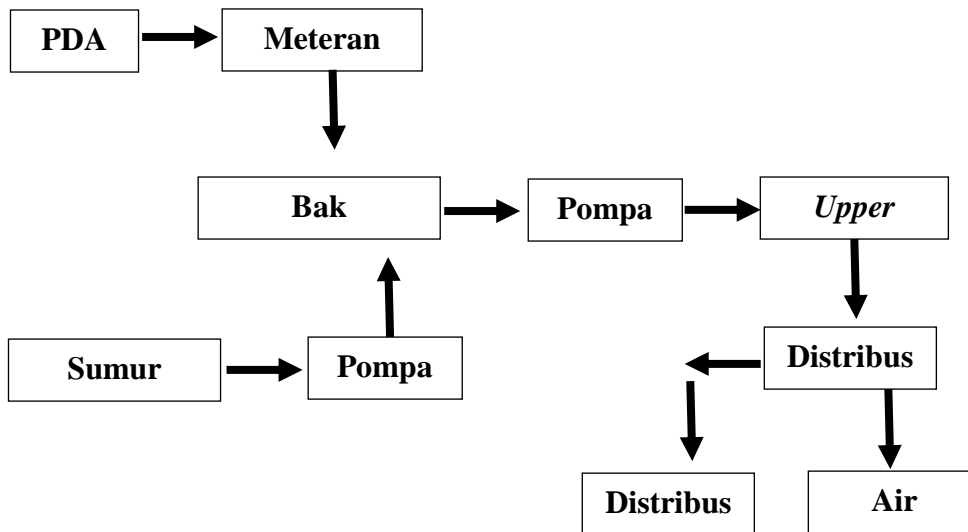 PDA
Meteran
Bak
Pompa
Upper
Sumur
Pompa
Distribus
Distribus
Air